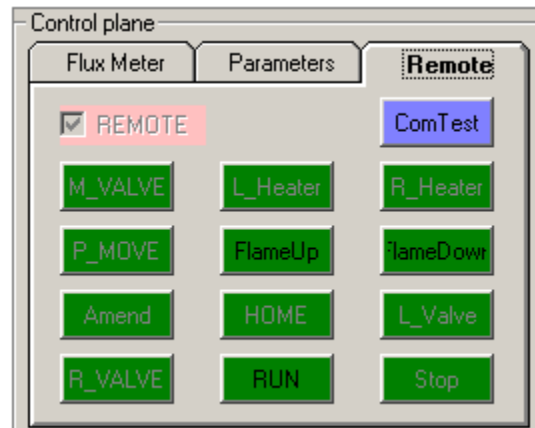 Control plane
Flux Meter Parameters Remote
REMOTE ComTest
M_VALVE L_Heater R_Heater
P_MOVE FlameUp FlameDown
Amend HOME L_Valve
R_VALVE RUN Stop